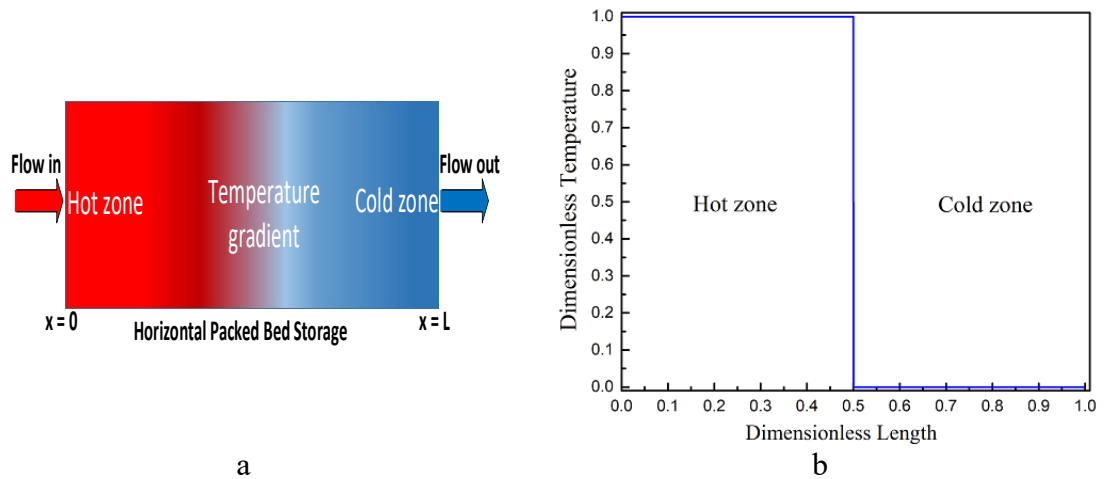 Flow in
Hot zone
Temperature
gradient
Cold zone
Flow out
x = 0
x = L
Horizontal Packed Bed Storage
a
Dimensionless Temperature
1.0
0.9
0.8
0.7
0.6
0.5
0.4
0.3
0.2
0.1
0.0
Hot zone
Cold zone
0.0 0.1 0.2 0.3 0.4 0.5 0.6 0.7 0.8 0.9 1.0
Dimensionless Length
b